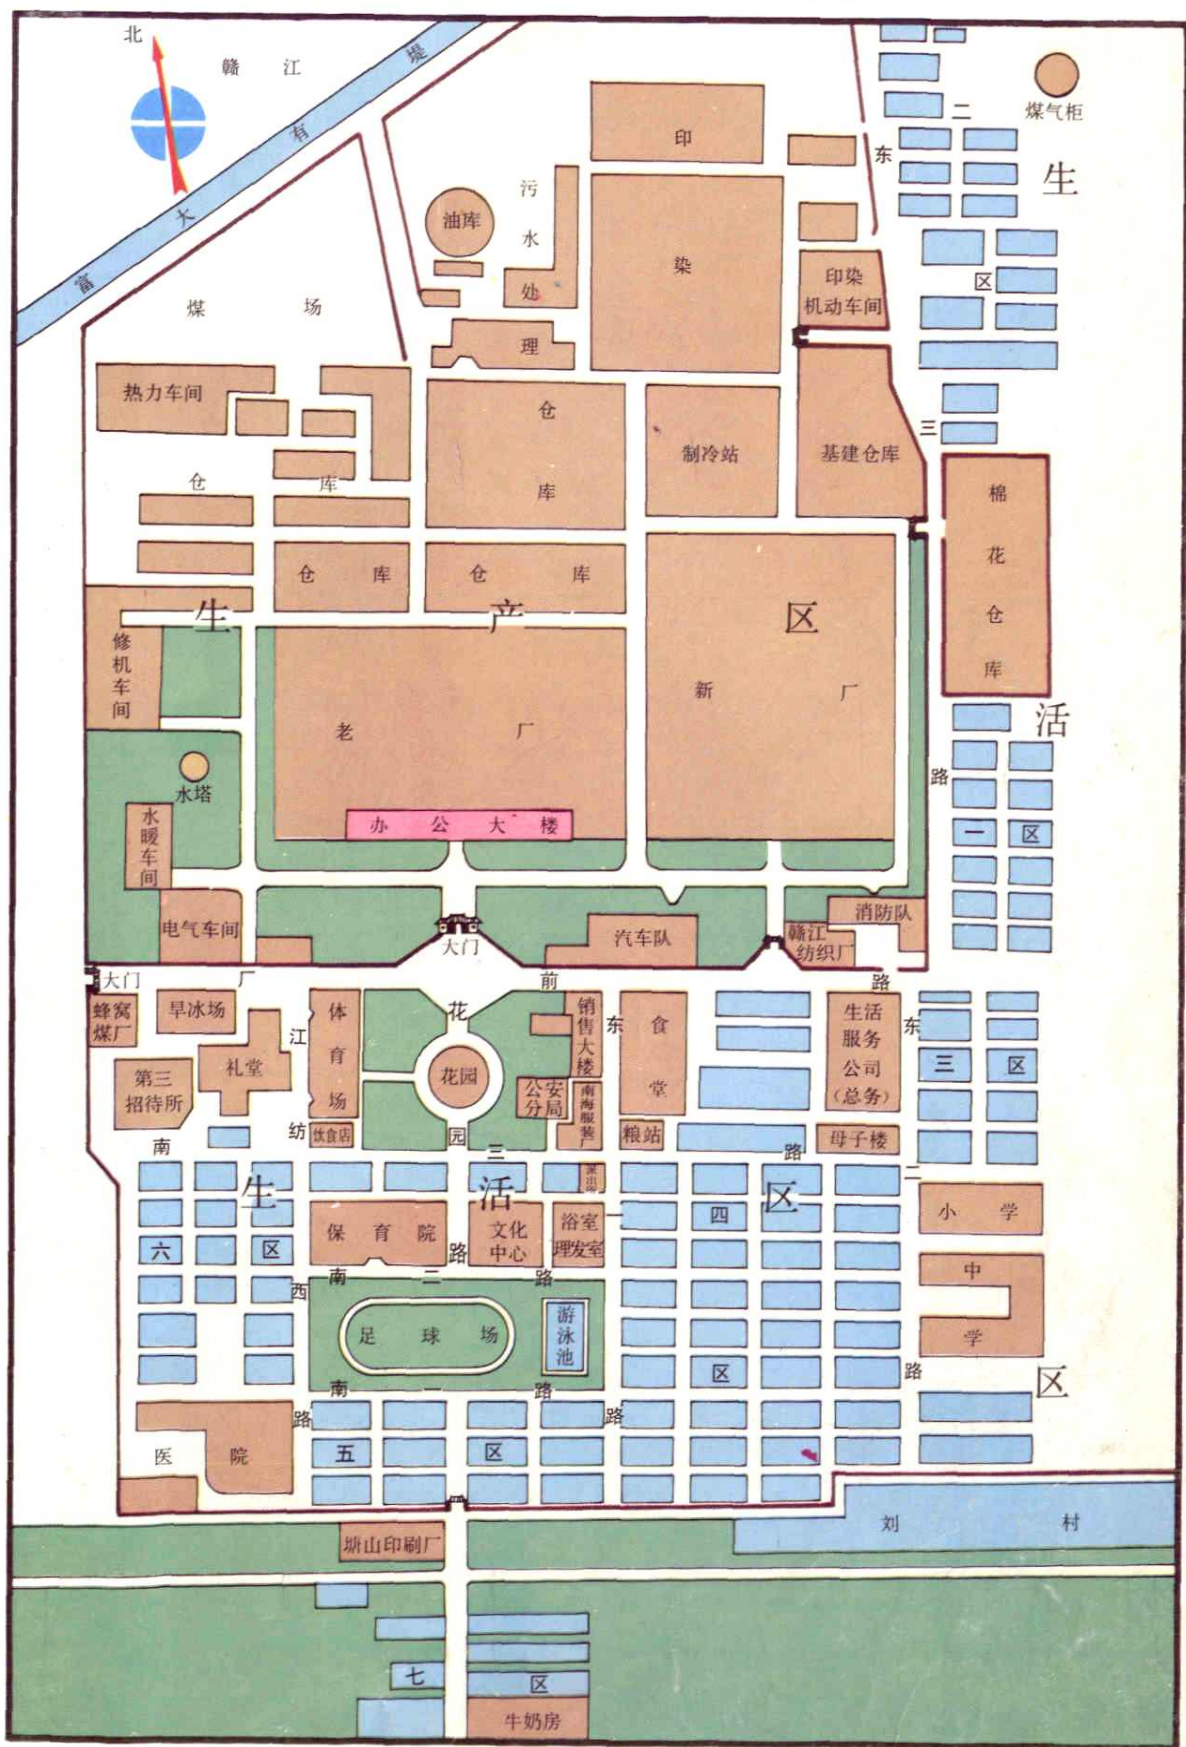 北
赣江
富大有堤
煤气柜
东二区
生活区
印染
油库
污水处理
印染
机动车间
煤场
热力车间
仓库
仓库
制冷站
基建仓库
东三路
棉花仓库
仓库
仓库
生产区
修机车间
老厂
新厂
水塔
办公大楼
水暖车间
一区
电气车间
大门
汽车队
消防队
赣江
纺织厂
大门
厂前路
蜂窝
煤厂
旱冰场
体育场
花园路
花园
销售大楼
东一路
食堂
生活
服务
公司
(总务)
东二路
三区
礼堂
第三
招待所
江纺西路
公安
分局
南海服装厂
饮食店
粮站
母子楼
南三路
生活区
六区
保育院
文化
中心
浴室
理发室
四区
小学
中学
南二路
足球场
游泳池
南一路
医院
五区
塘山印刷厂
刘村
七区
牛奶房